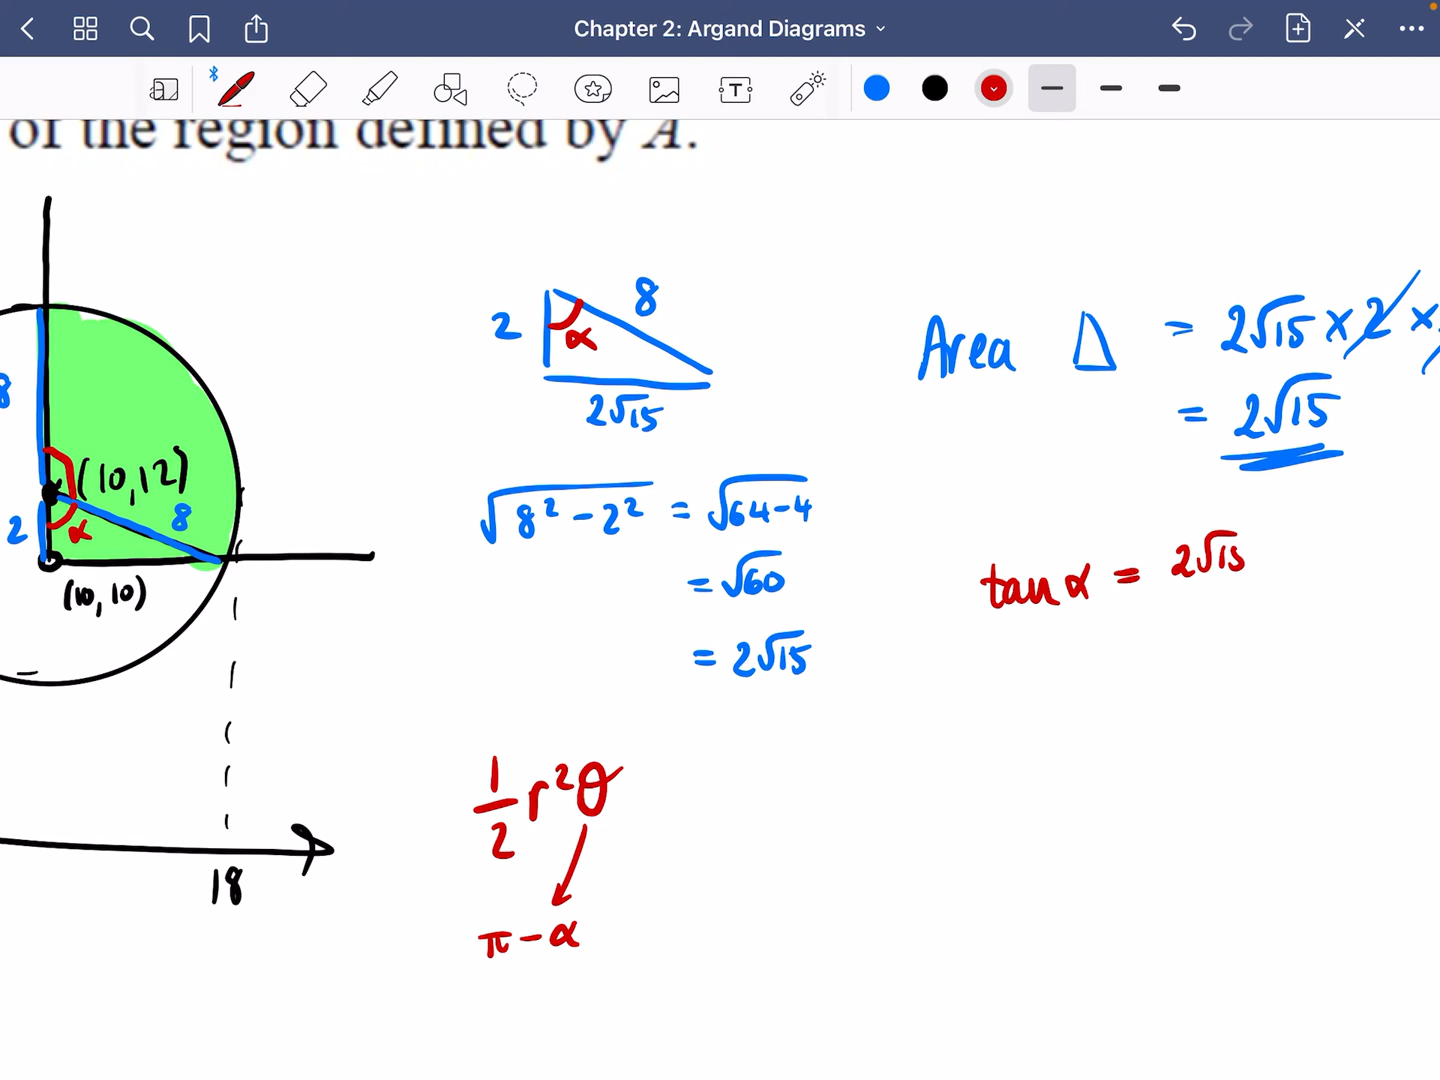 Chapter 2: Argand Diagrams
of the region defined by A.
2
8
α
2√15
Area Δ = 2√15 × 2 ×
= 2√15
8
(10,12)
2
α
8
(10,10)
√8² − 2² = √64−4
= √60
= 2√15
tan α = 2√15
½ r²θ
π − α
18